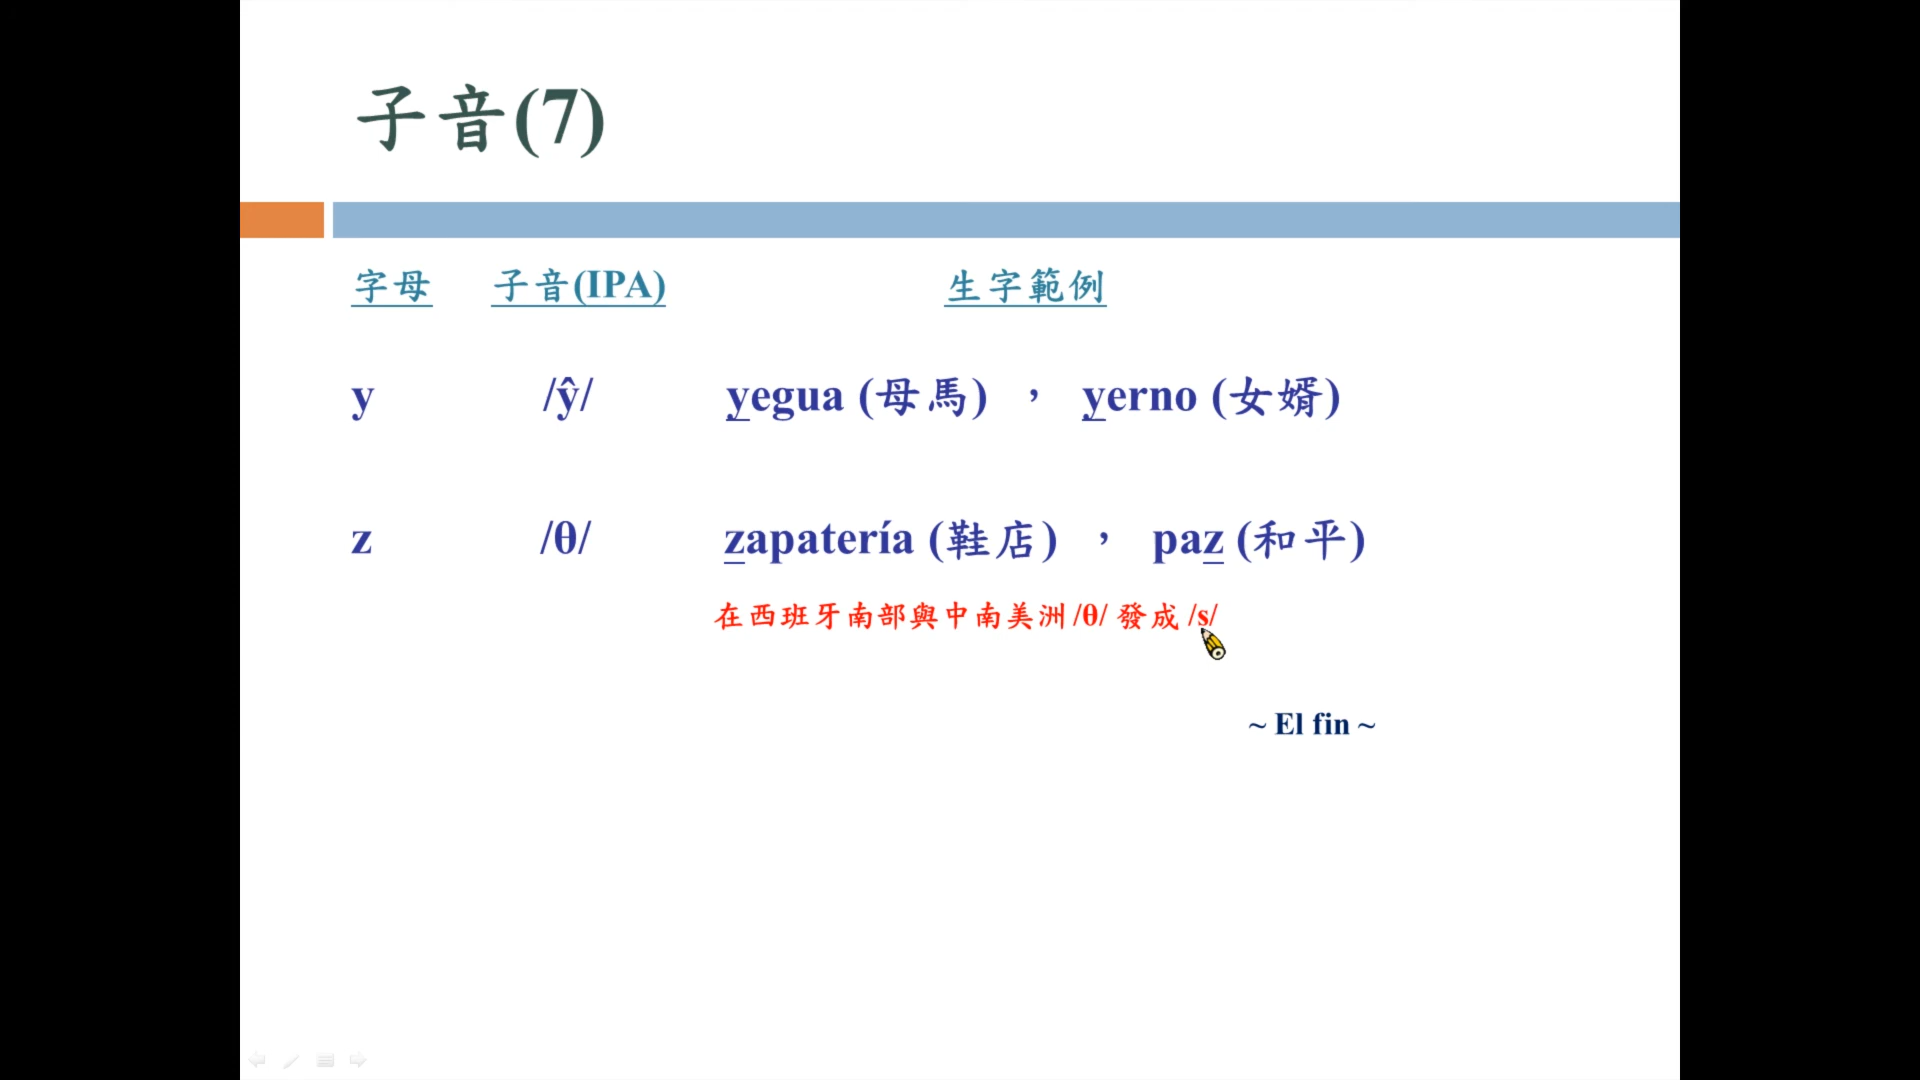 子音(7)
字母 子音(IPA) 生字範例
y /ŷ/ yegua (母馬) ， yerno (女婿)
z /θ/ zapatería (鞋店) ， paz (和平)
在西班牙南部與中南美洲 /θ/ 發成 /s/
~ El fin ~